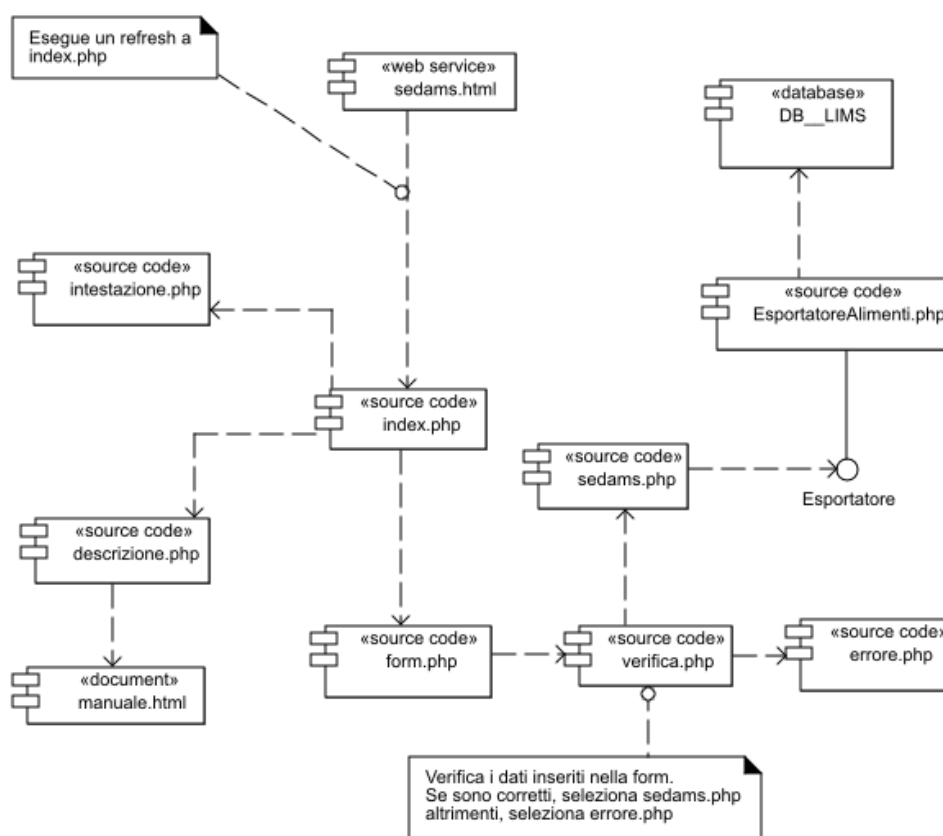 Esegue un refresh a
index.php
«web service»
sedams.html
«database»
DB__LIMS
«source code»
intestazione.php
«source code»
EsportatoreAlimenti.php
«source code»
index.php
«source code»
sedams.php
Esportatore
«source code»
descrizione.php
«source code»
form.php
«source code»
verifica.php
«source code»
errore.php
«document»
manuale.html
Verifica i dati inseriti nella form.
Se sono corretti, seleziona sedams.php
altrimenti, seleziona errore.php